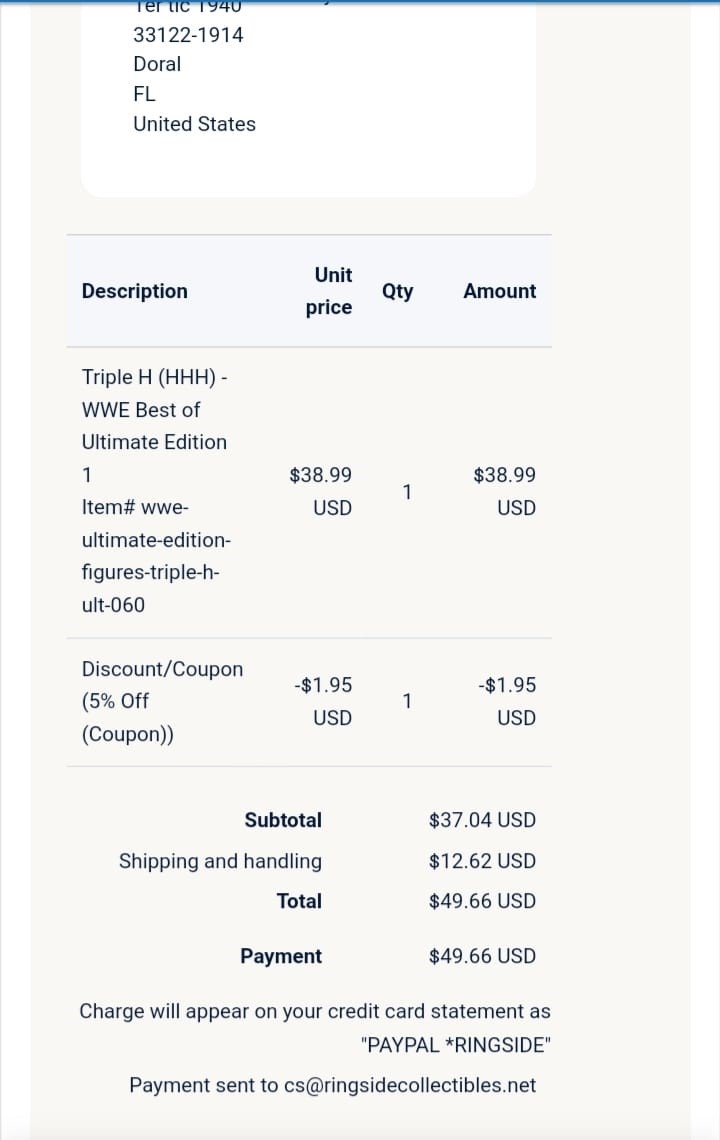 Ter tic 1940
33122-1914
Doral
FL
United States
Description
Unit
price
Qty
Amount
Triple H (HHH) -
WWE Best of
Ultimate Edition
1
Item# wwe-
ultimate-edition-
figures-triple-h-
ult-060
$38.99
USD
1
$38.99
USD
Discount/Coupon
(5% Off
(Coupon))
-$1.95
USD
1
-$1.95
USD
Subtotal $37.04 USD
Shipping and handling $12.62 USD
Total $49.66 USD
Payment $49.66 USD
Charge will appear on your credit card statement as
"PAYPAL *RINGSIDE"
Payment sent to cs@ringsidecollectibles.net